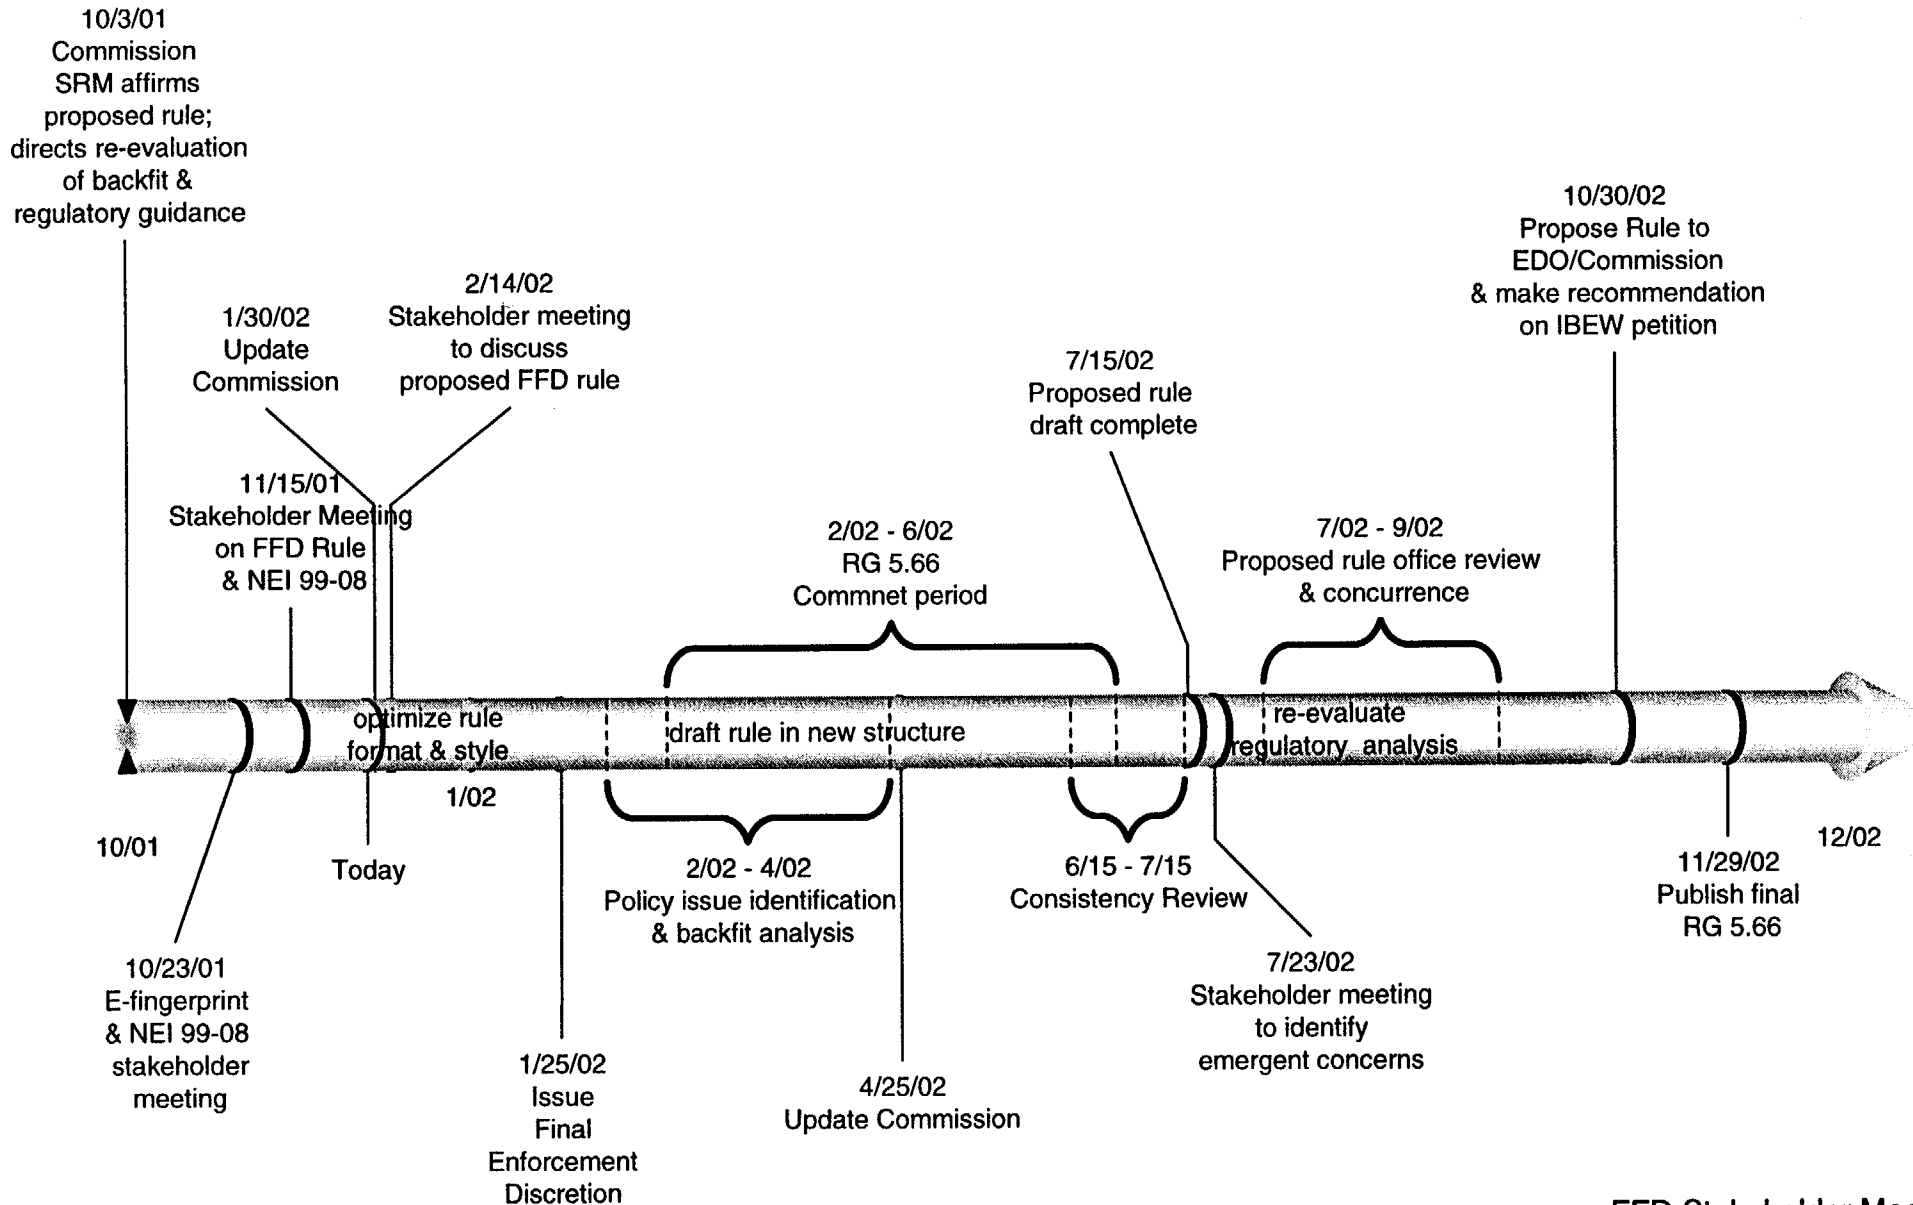 10/3/01
Commission
SRM affirms
proposed rule;
directs re-evaluation
of backfit &
regulatory guidance
1/30/02
Update
Commission
2/14/02
Stakeholder meeting
to discuss
proposed FFD rule
11/15/01
Stakeholder Meeting
on FFD Rule
& NEI 99-08
2/02 - 6/02
RG 5.66
Commnet period
7/15/02
Proposed rule
draft complete
7/02 - 9/02
Proposed rule office review
& concurrence
10/30/02
Propose Rule to
EDO/Commission
& make recommendation
on IBEW petition
optimize rule
format & style
draft rule in new structure
re-evaluate
regulatory analysis
10/01
1/02
12/02
10/23/01
E-fingerprint
& NEI 99-08
stakeholder
meeting
Today
1/25/02
Issue
Final
Enforcement
Discretion
2/02 - 4/02
Policy issue identification
& backfit analysis
4/25/02
Update Commission
6/15 - 7/15
Consistency Review
7/23/02
Stakeholder meeting
to identify
emergent concerns
11/29/02
Publish final
RG 5.66